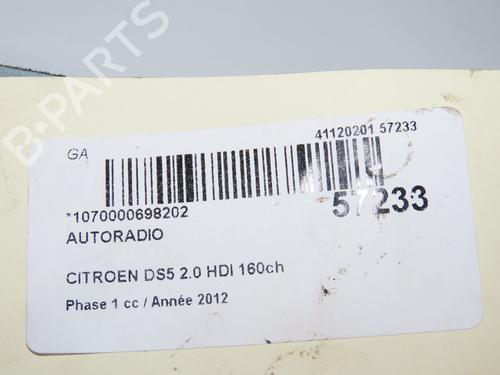 B-PARTS
GA
41120201 57233
*1070000698202
57233
AUTORADIO
CITROEN DS5 2.0 HDI 160ch
Phase 1 cc / Année 2012